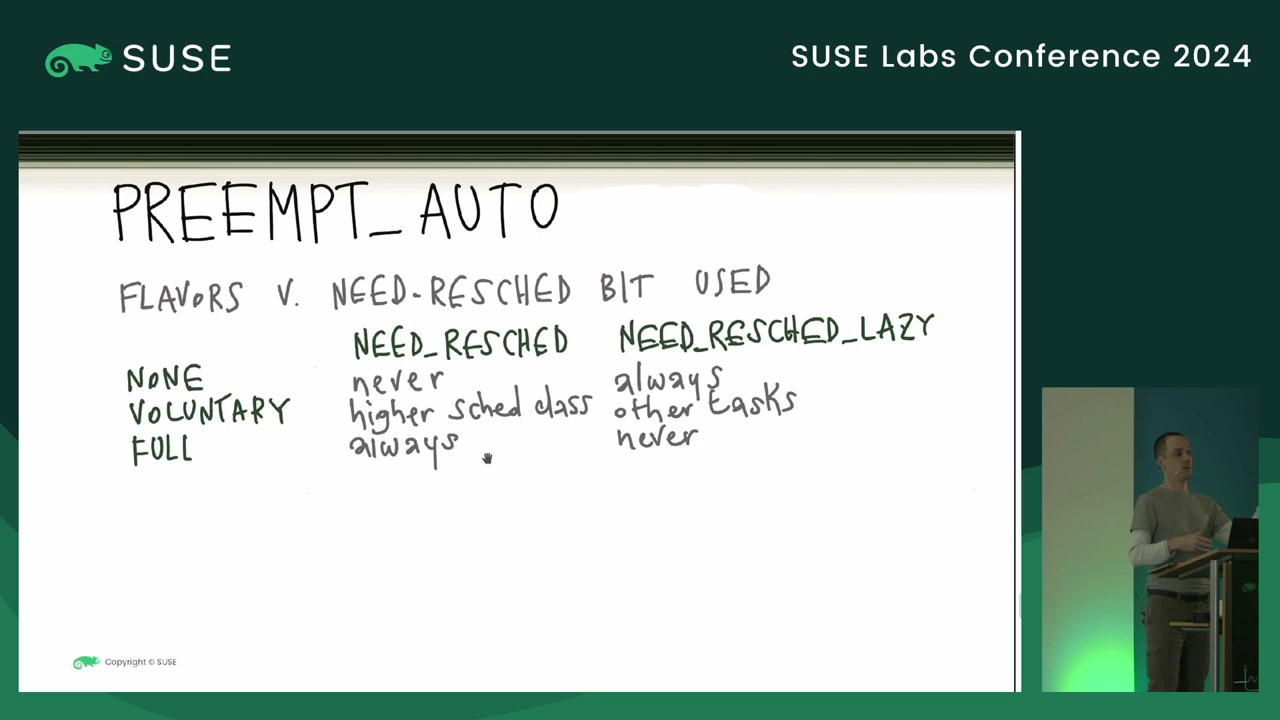 SUSE
SUSE Labs Conference 2024
PREEMPT_AUTO
FLAVORS V. NEED-RESCHED BIT USED
NEED_RESCHED NEED_RESCHED_LAZY
NONE never always
VOLUNTARY higher sched class other tasks
FULL always never
Copyright © SUSE